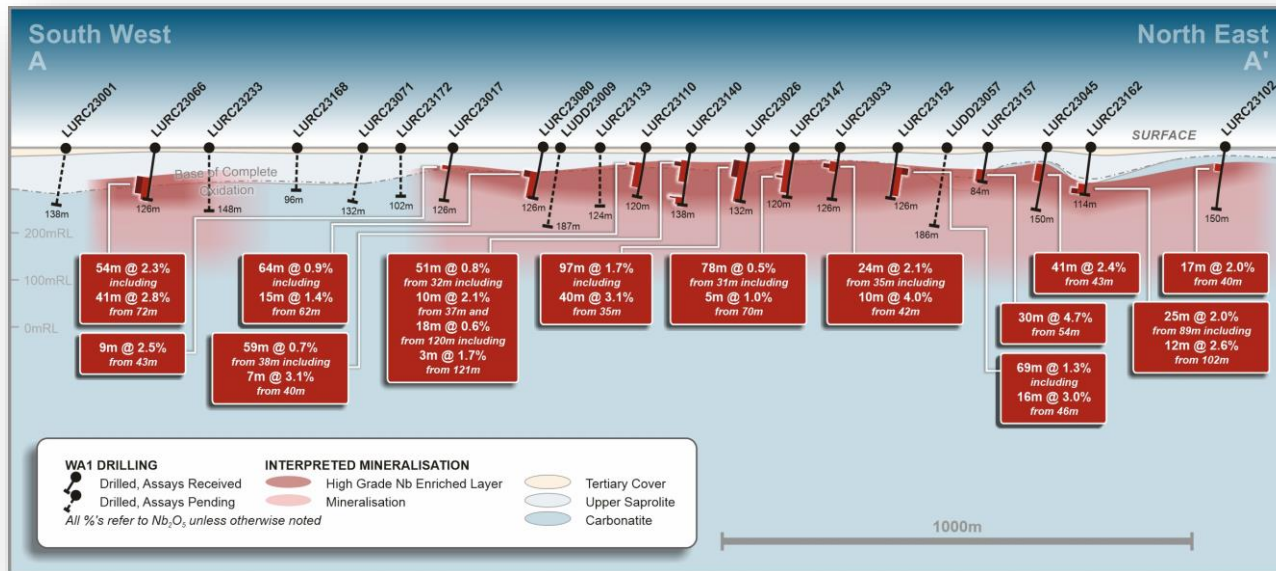 South West
A
North East
A'
LURC23001
LURC23066
LURC23233
LURC23168
LURC23071
LURC23172
LURC23017
LURC23080
LUDD23009
LURC23133
LURC23110
LURC23140
LURC23026
LURC23147
LURC23033
LURC23152
LUDD23057
LURC23157
LURC23045
LURC23162
LURC23102
SURFACE
Base of Complete
Oxidation
138m
126m
148m
96m
132m
102m
126m
126m
187m
124m
120m
138m
132m
120m
126m
126m
186m
84m
150m
114m
150m
200mRL
100mRL
0mRL
54m @ 2.3%
including
41m @ 2.8%
from 72m
9m @ 2.5%
from 43m
64m @ 0.9%
including
15m @ 1.4%
from 62m
59m @ 0.7%
from 38m including
7m @ 3.1%
from 40m
51m @ 0.8%
from 32m including
10m @ 2.1%
from 37m and
18m @ 0.6%
from 120m including
3m @ 1.7%
from 121m
97m @ 1.7%
including
40m @ 3.1%
from 35m
78m @ 0.5%
from 31m including
5m @ 1.0%
from 70m
24m @ 2.1%
from 35m including
10m @ 4.0%
from 42m
30m @ 4.7%
from 54m
69m @ 1.3%
including
16m @ 3.0%
from 46m
41m @ 2.4%
from 43m
25m @ 2.0%
from 89m including
12m @ 2.6%
from 102m
17m @ 2.0%
from 40m
WA1 DRILLING
Drilled, Assays Received
Drilled, Assays Pending
All %'s refer to Nb₂O₅ unless otherwise noted
INTERPRETED MINERALISATION
High Grade Nb Enriched Layer
Mineralisation
Tertiary Cover
Upper Saprolite
Carbonatite
1000m